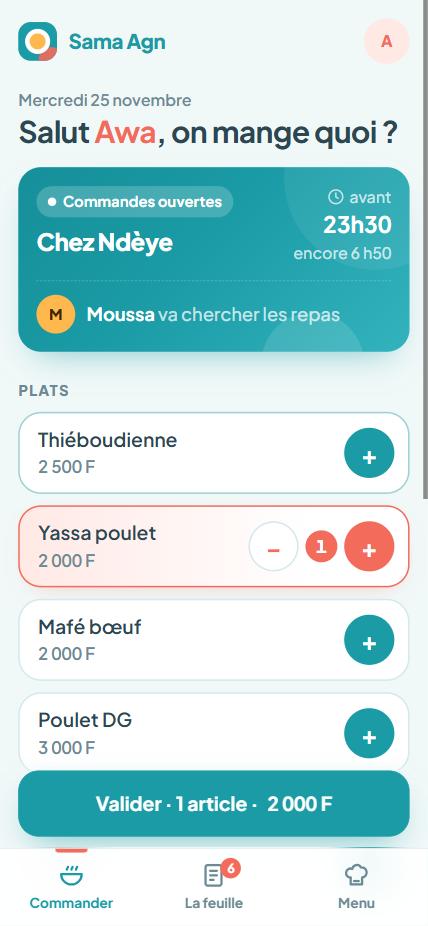 Sama Agn
A
Mercredi 25 novembre
Salut Awa, on mange quoi ?
Commandes ouvertes
avant
Chez Ndèye
23h30
encore 6 h50
M
Moussa va chercher les repas
PLATS
Thiéboudienne
2 500 F
+
Yassa poulet
2 000 F
− 1 +
Mafé bœuf
2 000 F
+
Poulet DG
3 000 F
+
Valider · 1 article · 2 000 F
6
Commander
La feuille
Menu